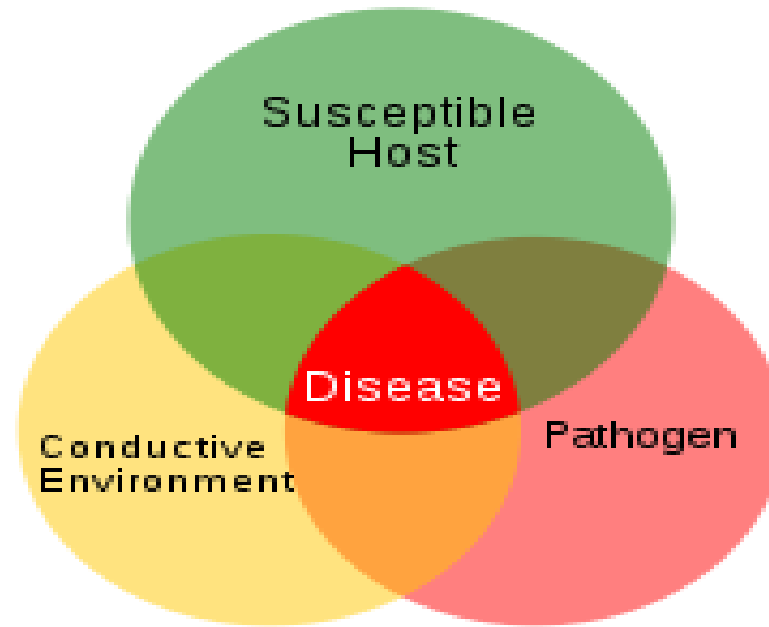 Susceptible
Host
Disease
Conductive
Environment
Pathogen